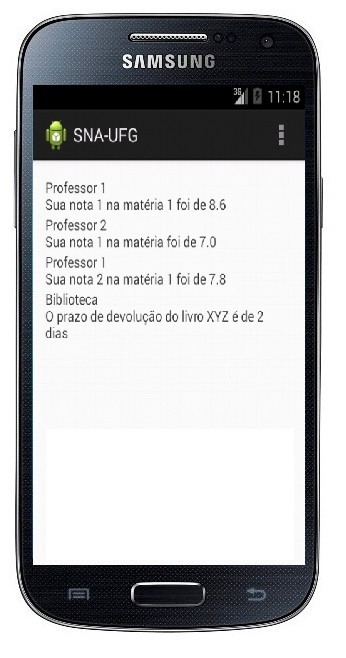 SAMSUNG
3G 11:18
SNA-UFG
Professor 1
Sua nota 1 na matéria 1 foi de 8.6
Professor 2
Sua nota 1 na matéria foi de 7.0
Professor 1
Sua nota 2 na matéria 1 foi de 7.8
Biblioteca
O prazo de devolução do livro XYZ é de 2
dias